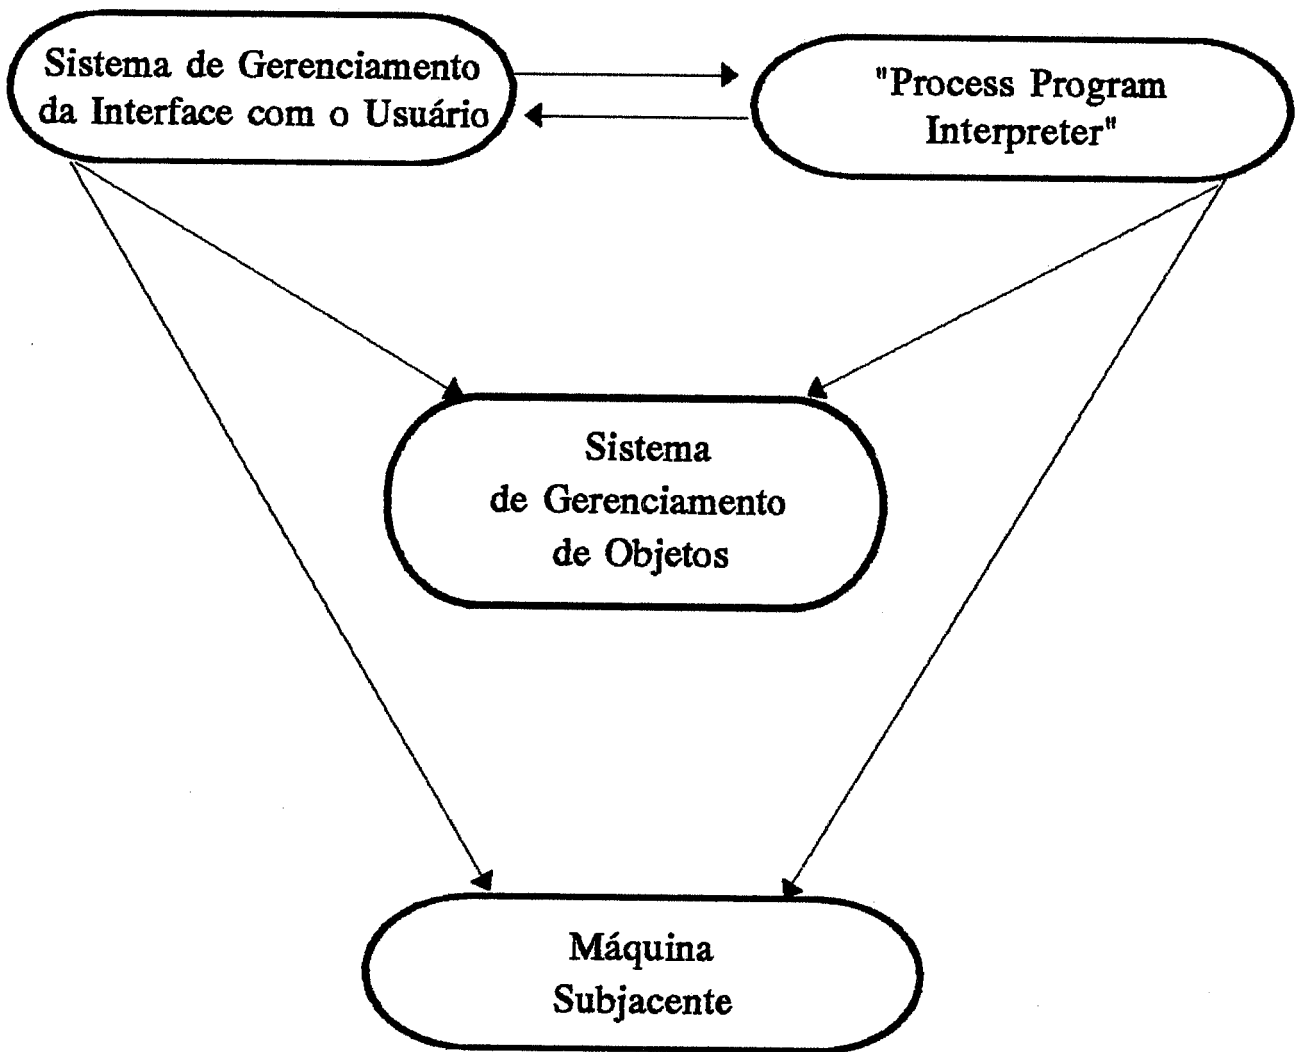 Sistema de Gerenciamento
da Interface com o Usuário
"Process Program
Interpreter"
Sistema
de Gerenciamento
de Objetos
Máquina
Subjacente